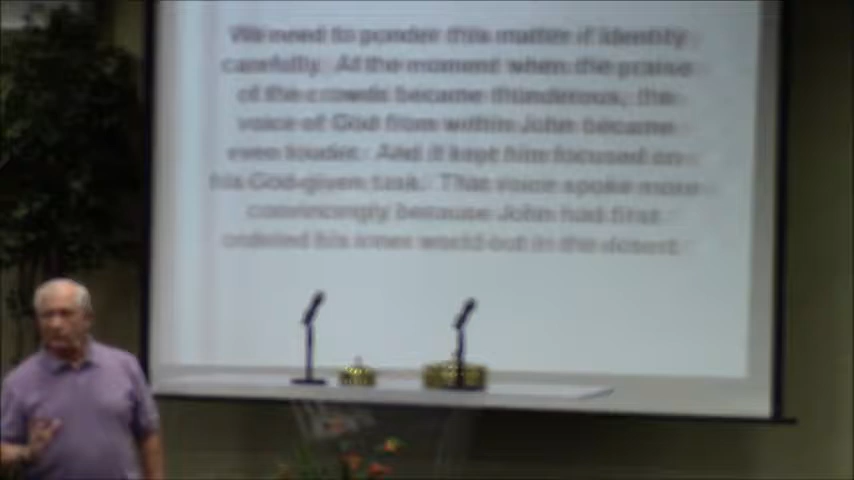 We need to ponder this matter if identity
carefully. At the moment when the praise
of the crowds became thunderous, the
voice of God from within John became
even louder. And it kept him focused on
his God-given task. That voice spoke more
convincingly because John had first
ordered his inner world out in the desert.